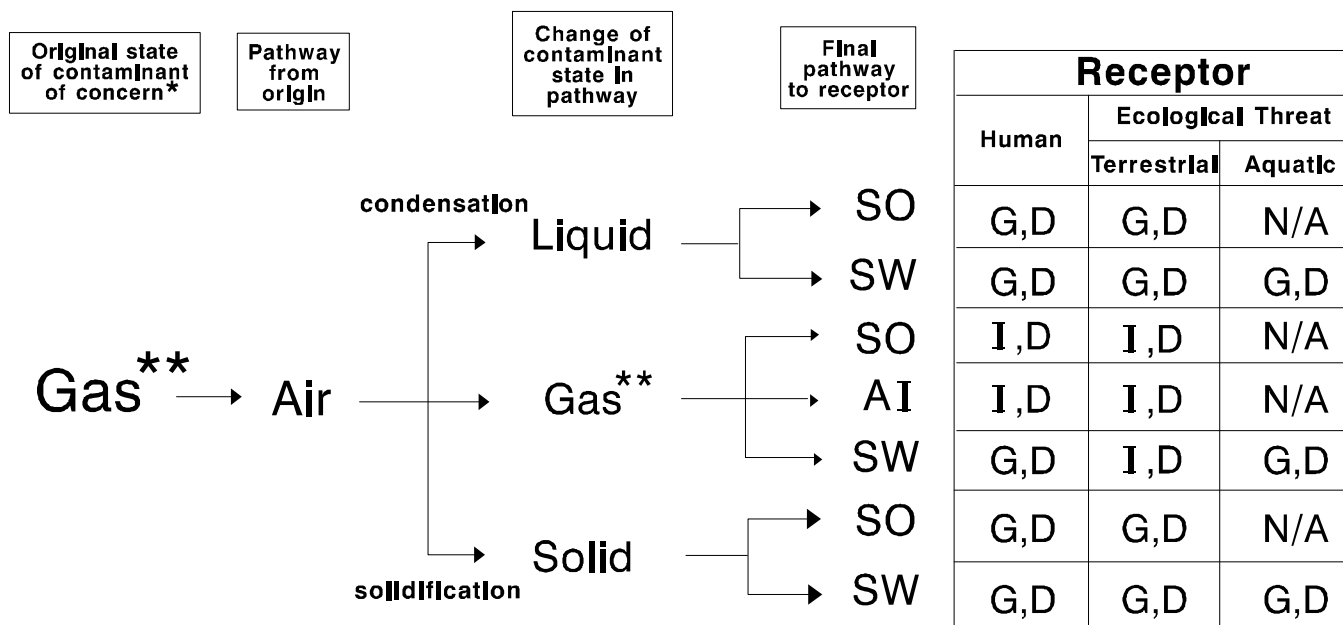 Original state
of contaminant
of concern*
Pathway
from
origin
Change of
contaminant
state in
pathway
Final
pathway
to receptor
Receptor
Human
Ecological Threat
Terrestrial
Aquatic
condensation
Liquid
SO
G,D
G,D
N/A
SW
G,D
G,D
G,D
Gas**
Air
Gas**
SO
I,D
I,D
N/A
AI
I,D
I,D
N/A
SW
G,D
I,D
G,D
solidification
Solid
SO
G,D
G,D
N/A
SW
G,D
G,D
G,D